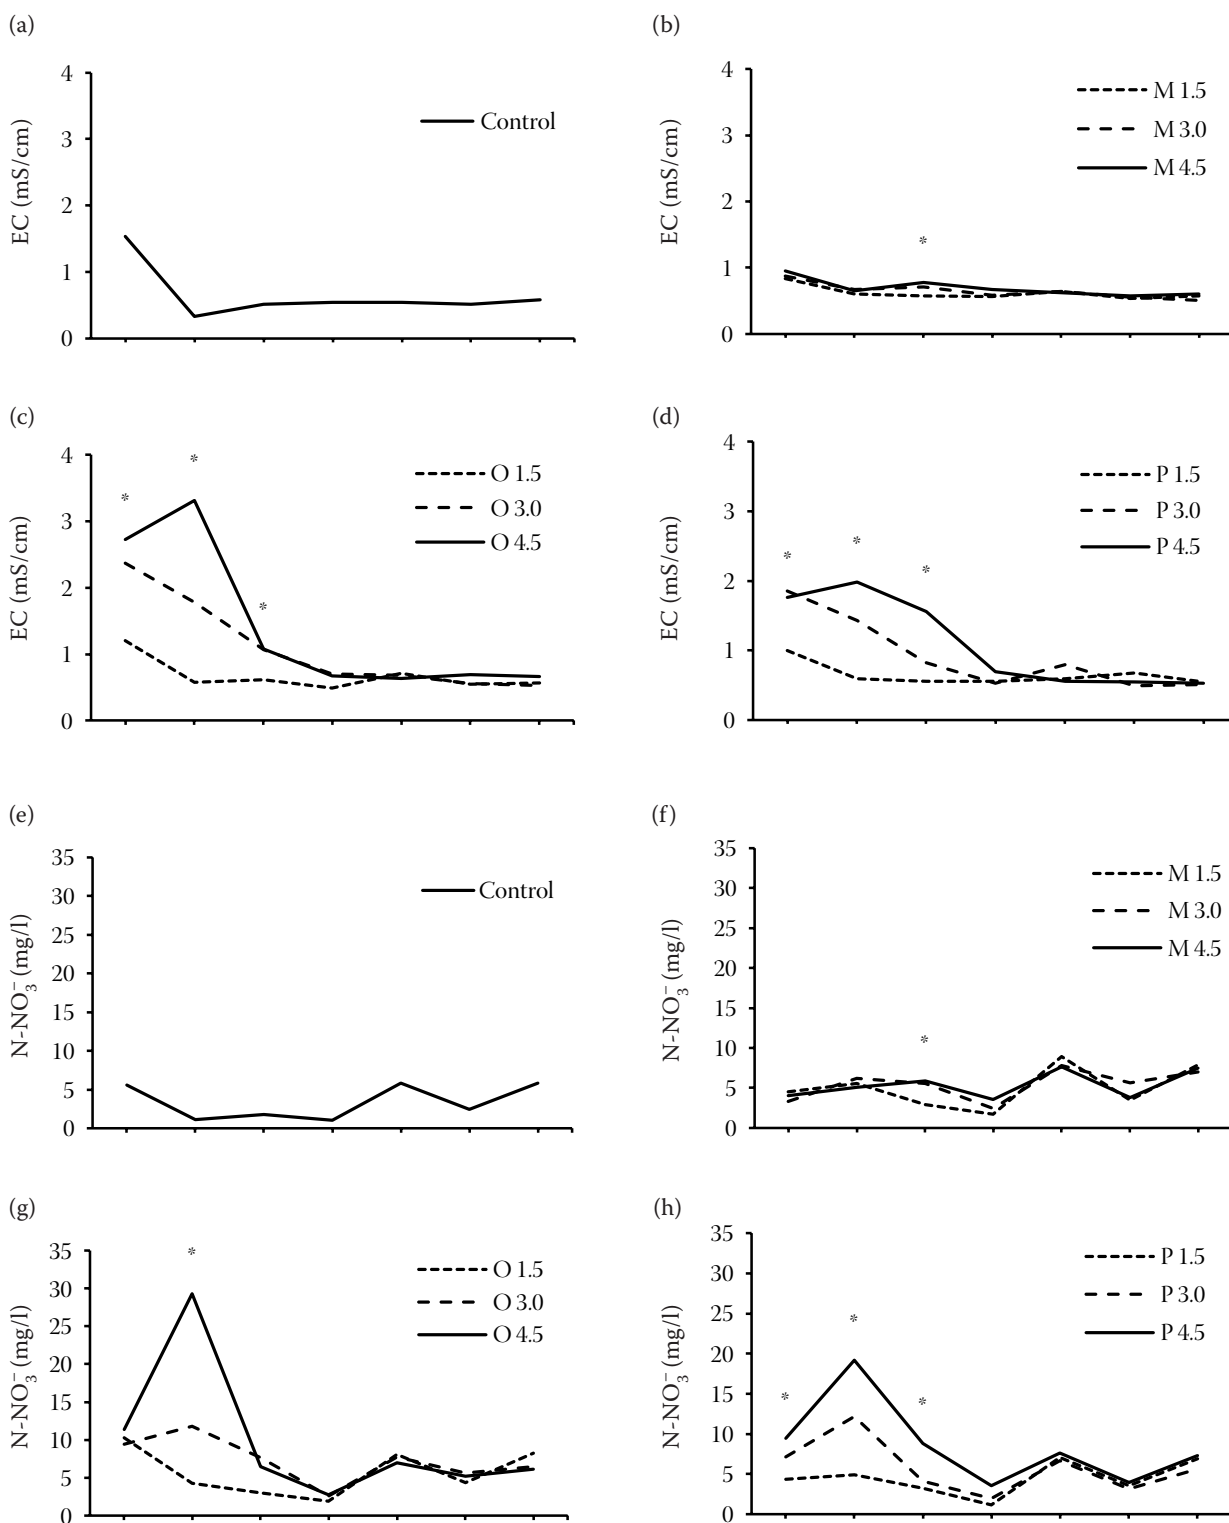 (a)
4
3
2
1
0
EC (mS/cm)
Control
(b)
4
3
2
1
0
EC (mS/cm)
M 1.5
M 3.0
M 4.5
*
(c)
4
3
2
1
0
EC (mS/cm)
O 1.5
O 3.0
O 4.5
*
*
*
(d)
4
3
2
1
0
EC (mS/cm)
P 1.5
P 3.0
P 4.5
*
*
*
(e)
35
30
25
20
15
10
5
0
N-NO₃⁻ (mg/l)
Control
(f)
35
30
25
20
15
10
5
0
N-NO₃⁻ (mg/l)
M 1.5
M 3.0
M 4.5
*
(g)
35
30
25
20
15
10
5
0
N-NO₃⁻ (mg/l)
O 1.5
O 3.0
O 4.5
*
(h)
35
30
25
20
15
10
5
0
N-NO₃⁻ (mg/l)
P 1.5
P 3.0
P 4.5
*
*
*